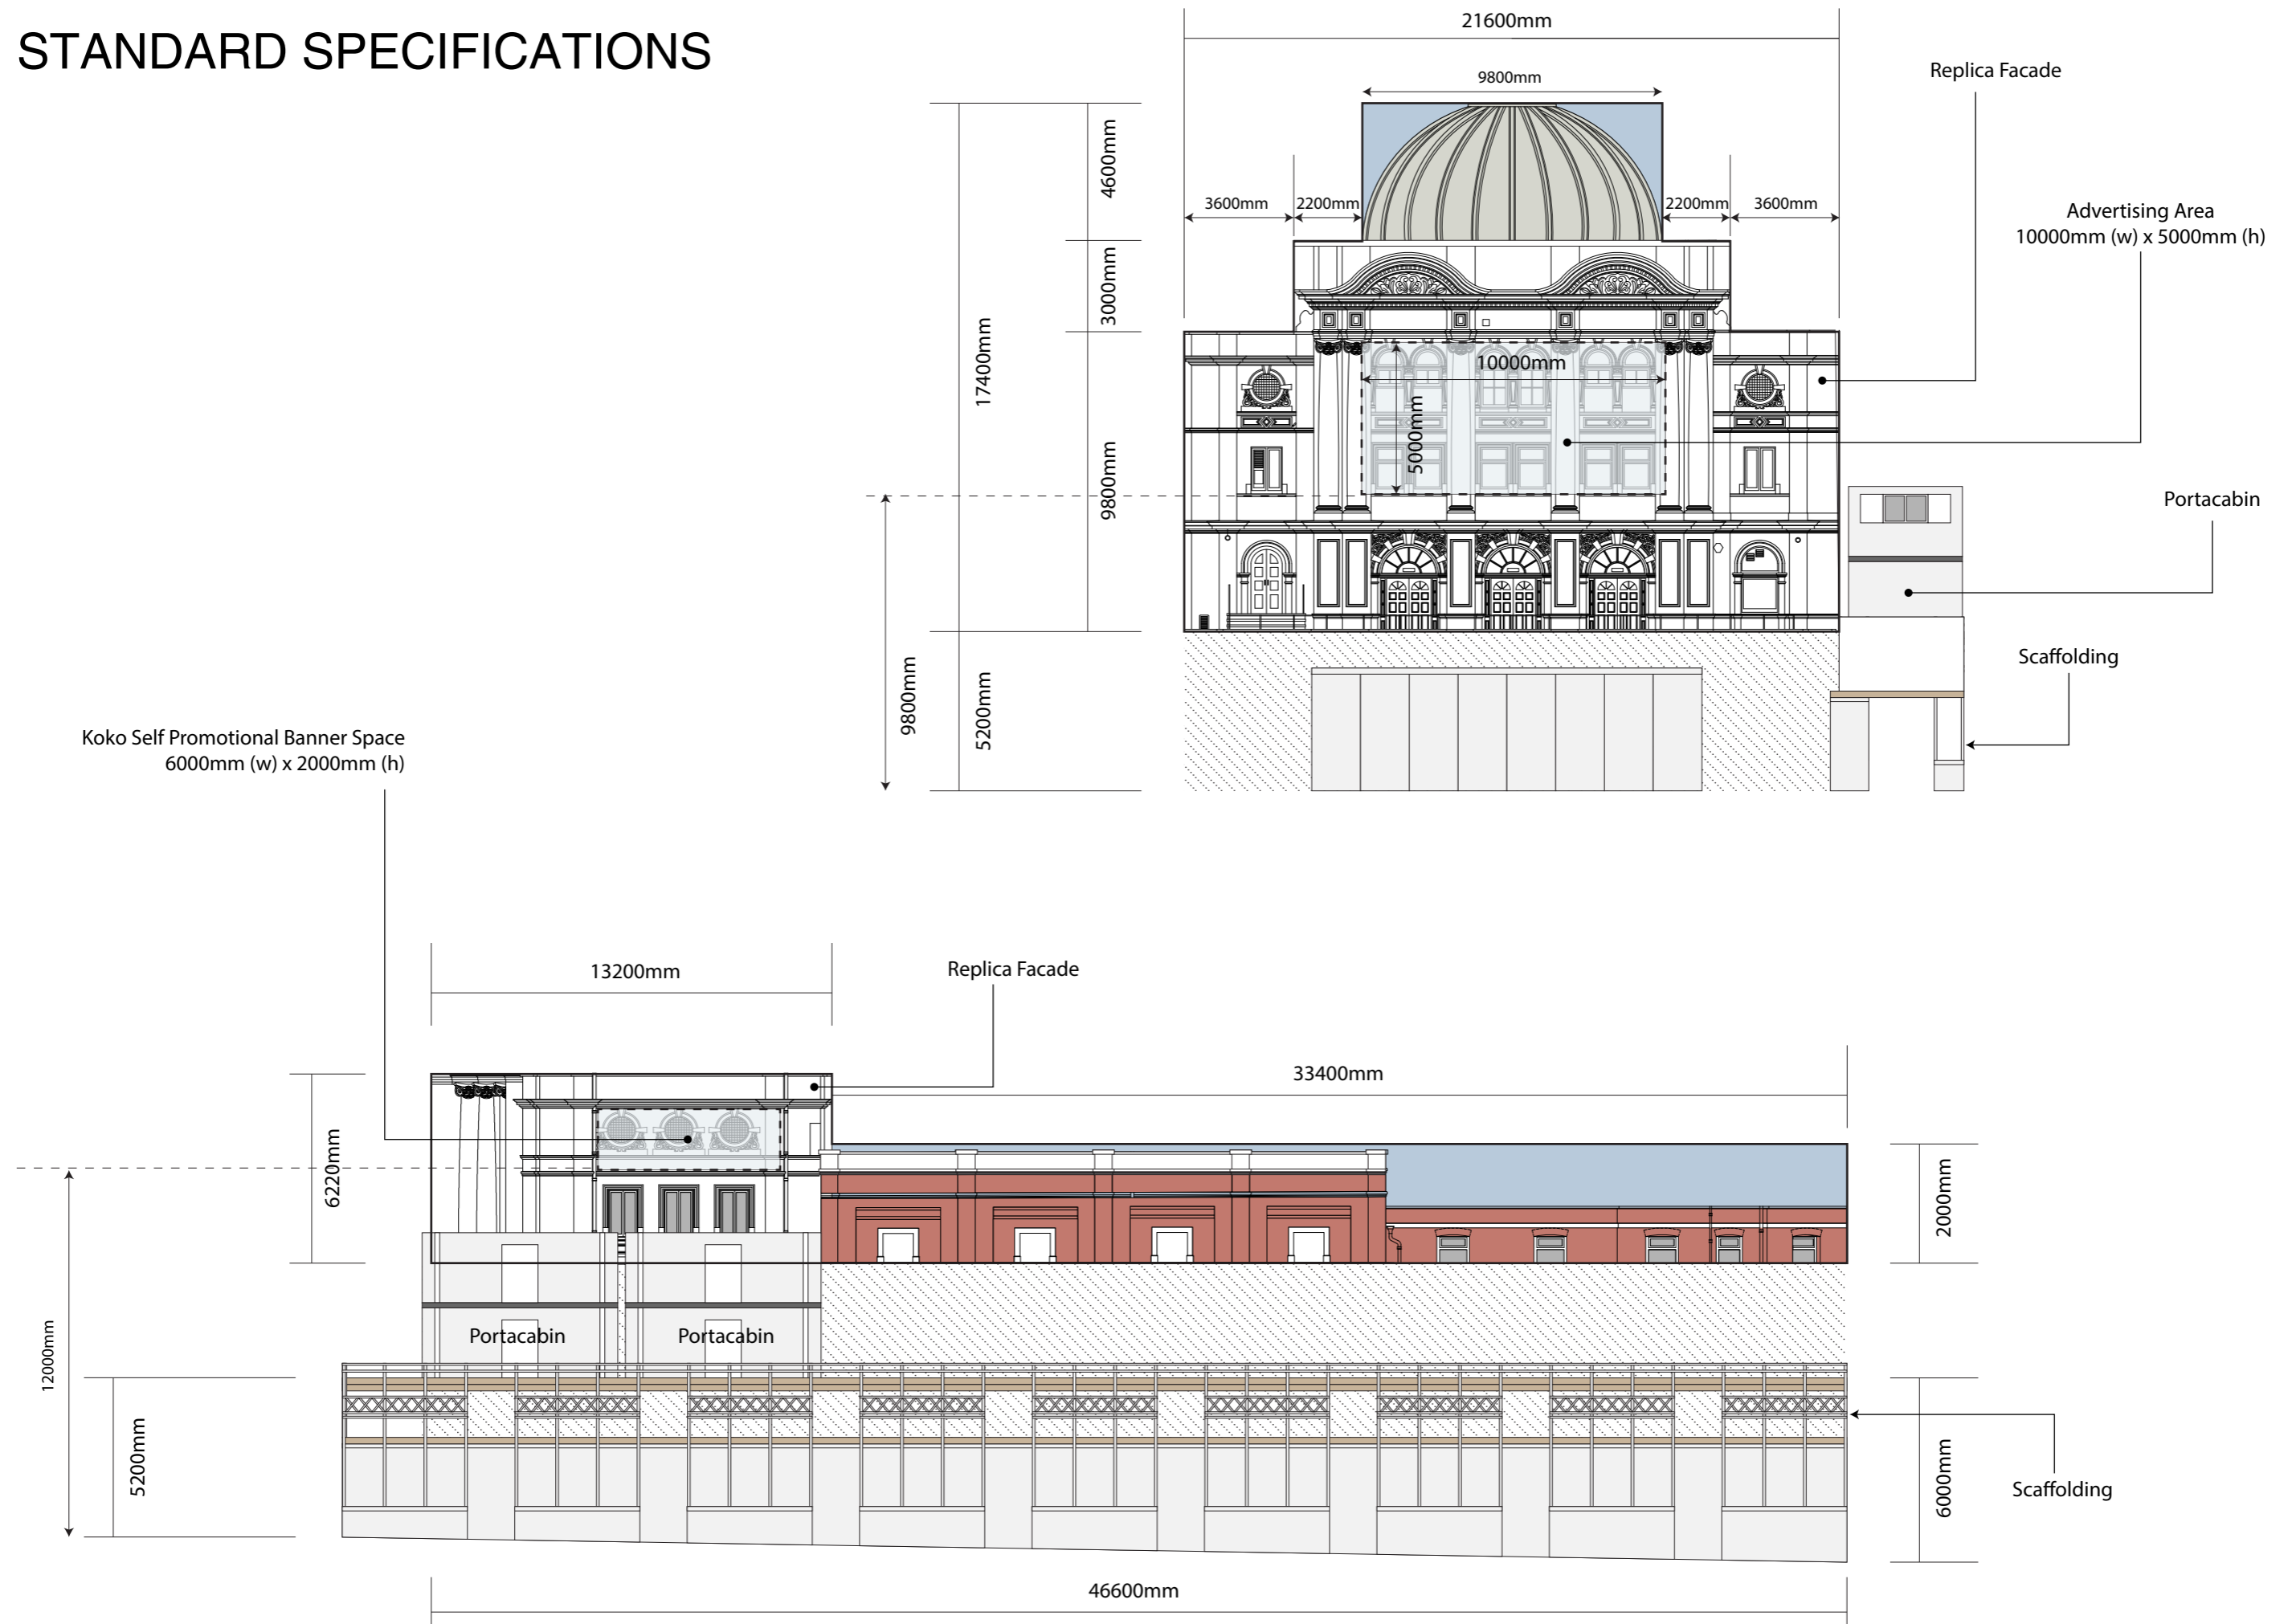 STANDARD SPECIFICATIONS
21600mm
9800mm
Replica Facade
4600mm
3600mm
2200mm
2200mm
3600mm
Advertising Area
10000mm (w) x 5000mm (h)
3000mm
17400mm
10000mm
5000mm
9800mm
Portacabin
Scaffolding
9800mm
5200mm
Koko Self Promotional Banner Space
6000mm (w) x 2000mm (h)
13200mm
Replica Facade
33400mm
6220mm
2000mm
12000mm
Portacabin
Portacabin
5200mm
6000mm
Scaffolding
46600mm